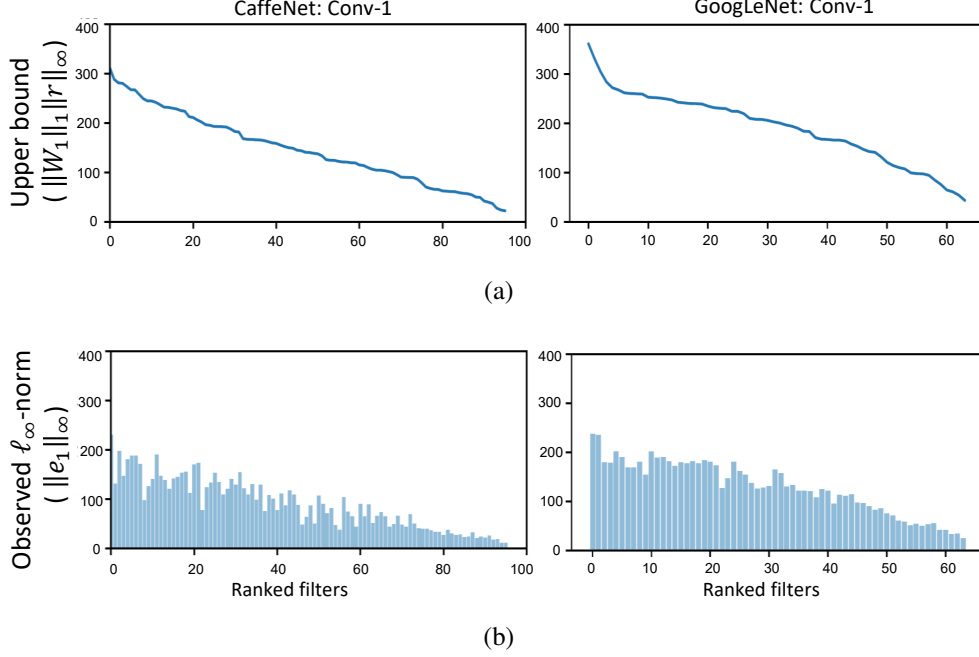 CaffeNet: Conv-1
GoogLeNet: Conv-1
Upper bound
( ||W₁||₁||r||∞)
400
300
200
100
0
0 20 40 60 80 100
400
300
200
100
0
0 10 20 30 40 50 60
(a)
Observed ℓ∞-norm
( ||e₁||∞)
400
300
200
100
0
0 20 40 60 80 100
Ranked filters
400
300
200
100
0
0 10 20 30 40 50 60
Ranked filters
(b)